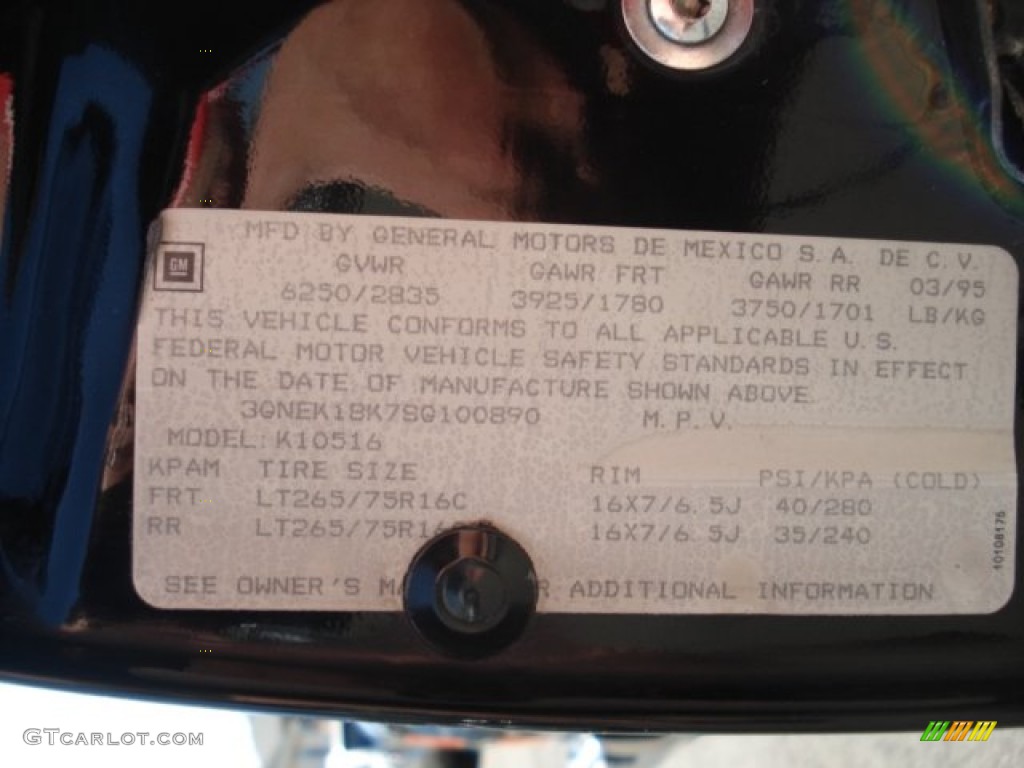 MFD BY GENERAL MOTORS DE MEXICO S.A. DE C.V.
GM
GVWR GAWR FRT GAWR RR 03/95
6250/2835 3925/1780 3750/1701 LB/KG
THIS VEHICLE CONFORMS TO ALL APPLICABLE U.S.
FEDERAL MOTOR VEHICLE SAFETY STANDARDS IN EFFECT
ON THE DATE OF MANUFACTURE SHOWN ABOVE.
3GNEK18K7SG100890 M.P.V.
MODEL: K10516
KPAM TIRE SIZE RIM PSI/KPA (COLD)
FRT LT265/75R16C 16X7/6.5J 40/280
RR LT265/75R16 16X7/6.5J 35/240
SEE OWNER'S ADDITIONAL INFORMATION
10108175
GTcarlot.com